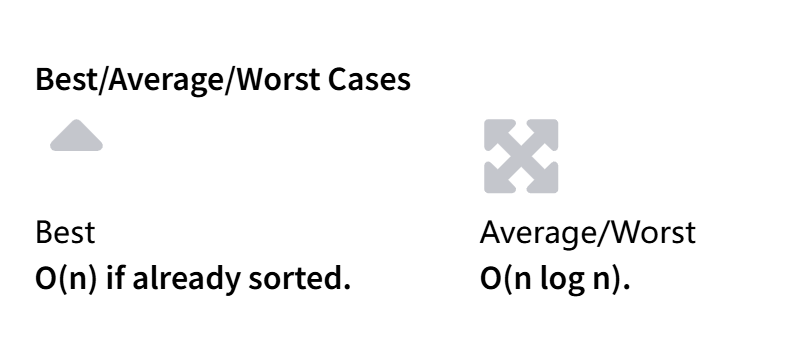 Best/Average/Worst Cases
Best
O(n) if already sorted.
Average/Worst
O(n log n).